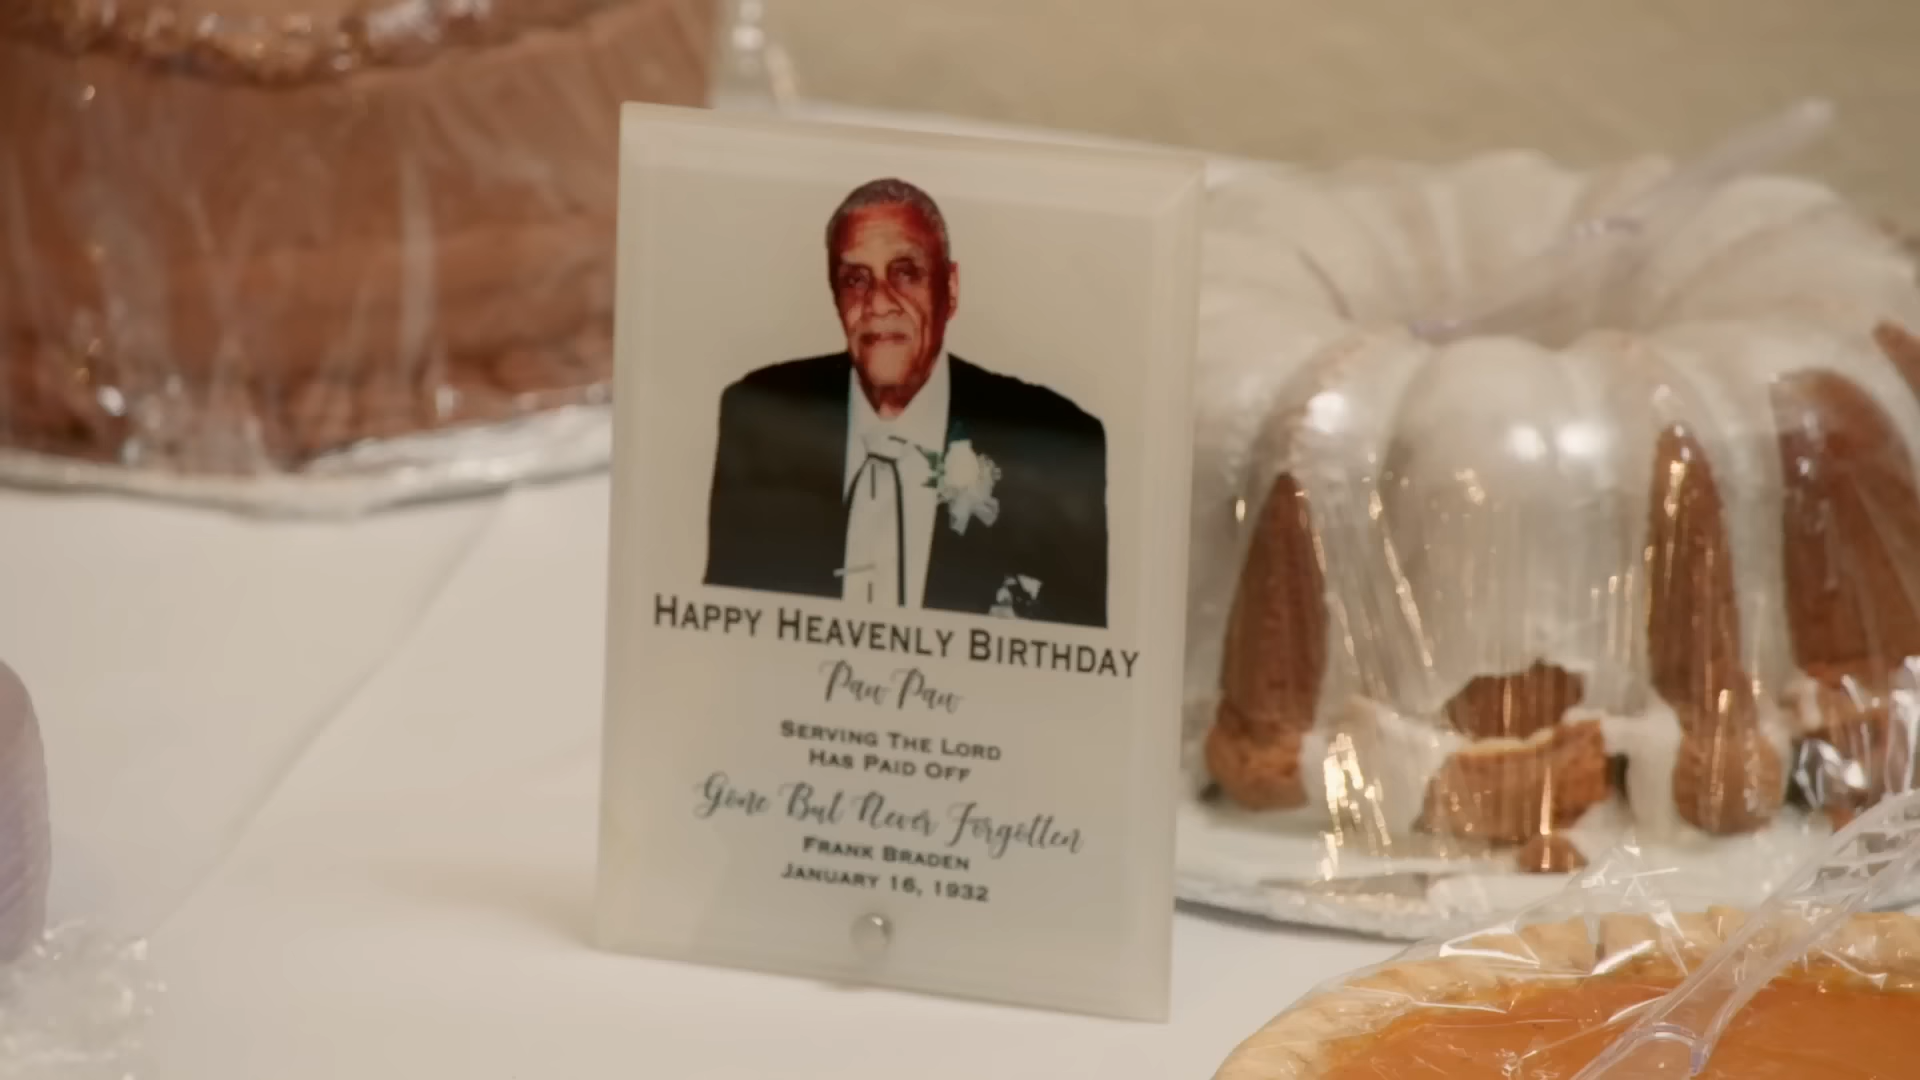 HAPPY HEAVENLY BIRTHDAY
Paw Paw
SERVING THE LORD
HAS PAID OFF
Gone But Never Forgotten
FRANK BRADEN
JANUARY 16, 1932